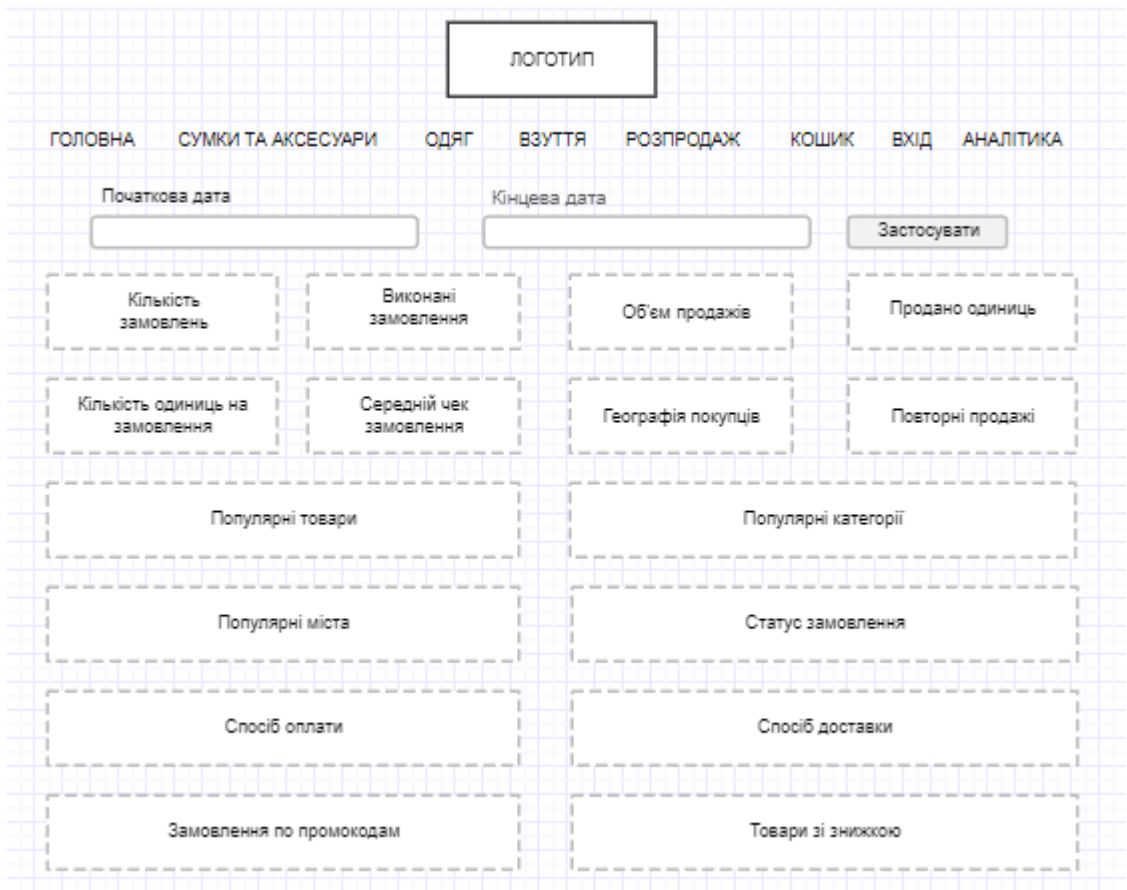 ЛОГОТИП
ГОЛОВНА СУМКИ ТА АКСЕСУАРИ ОДЯГ ВЗУТТЯ РОЗПРОДАЖ КОШИК ВХІД АНАЛІТИКА
Початкова дата Кінцева дата
Застосувати
Кількість
замовлень
Виконані
замовлення
Об'єм продажів
Продано одиниць
Кількість одиниць на
замовлення
Середній чек
замовлення
Географія покупців
Повторні продажі
Популярні товари
Популярні категорії
Популярні міста
Статус замовлення
Спосіб оплати
Спосіб доставки
Замовлення по промокодам
Товари зі знижкою